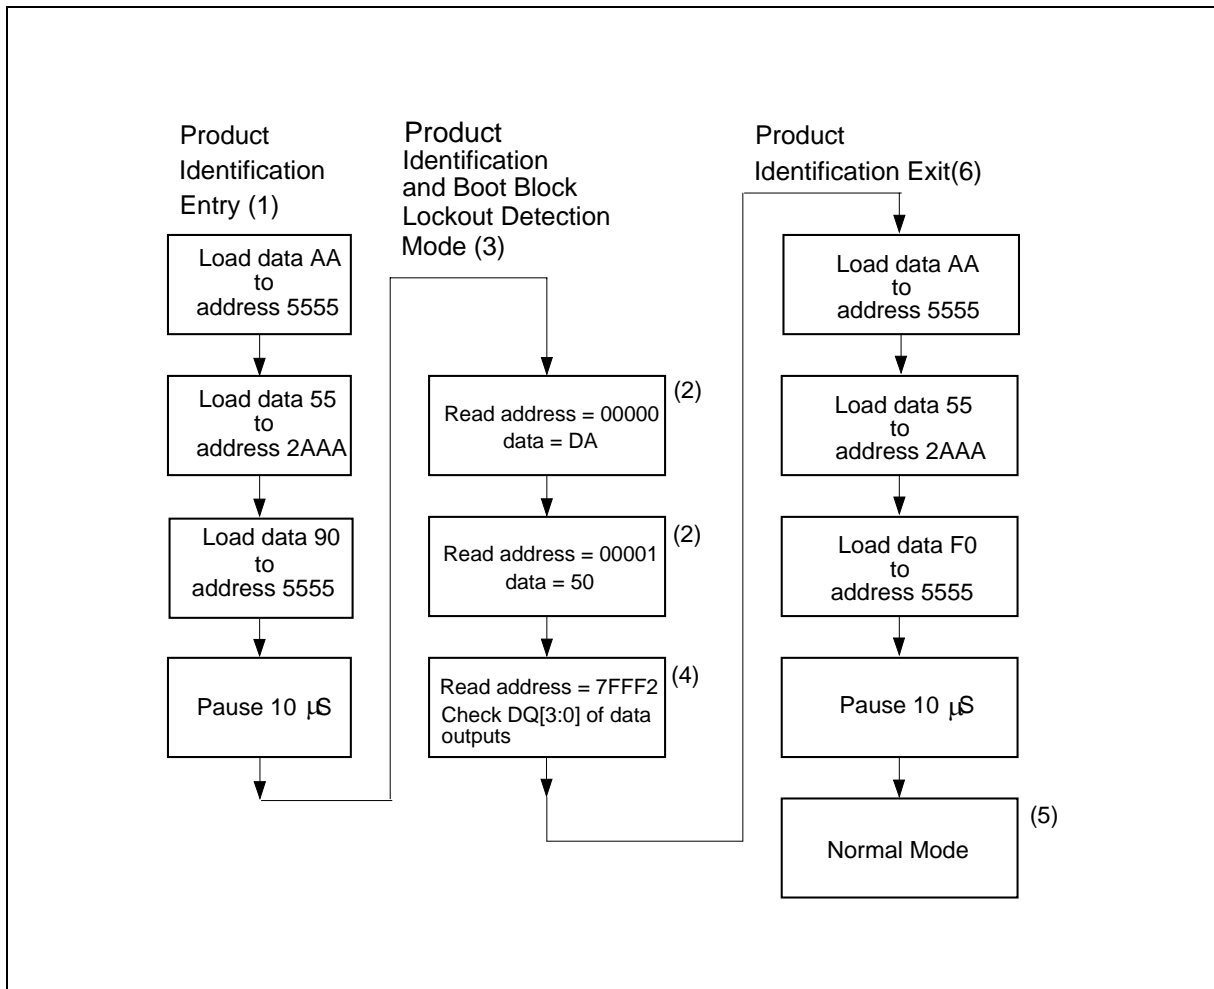 Product
Identification
Entry (1)
Load data AA
to
address 5555
Load data 55
to
address 2AAA
Load data 90
to
address 5555
Pause 10 μS
Product
Identification
and Boot Block
Lockout Detection
Mode (3)
Read address = 00000
data = DA
(2)
Read address = 00001
data = 50
(2)
Read address = 7FFF2
Check DQ[3:0] of data
outputs
(4)
Product
Identification Exit(6)
Load data AA
to
address 5555
Load data 55
to
address 2AAA
Load data F0
to
address 5555
Pause 10 μS
Normal Mode
(5)